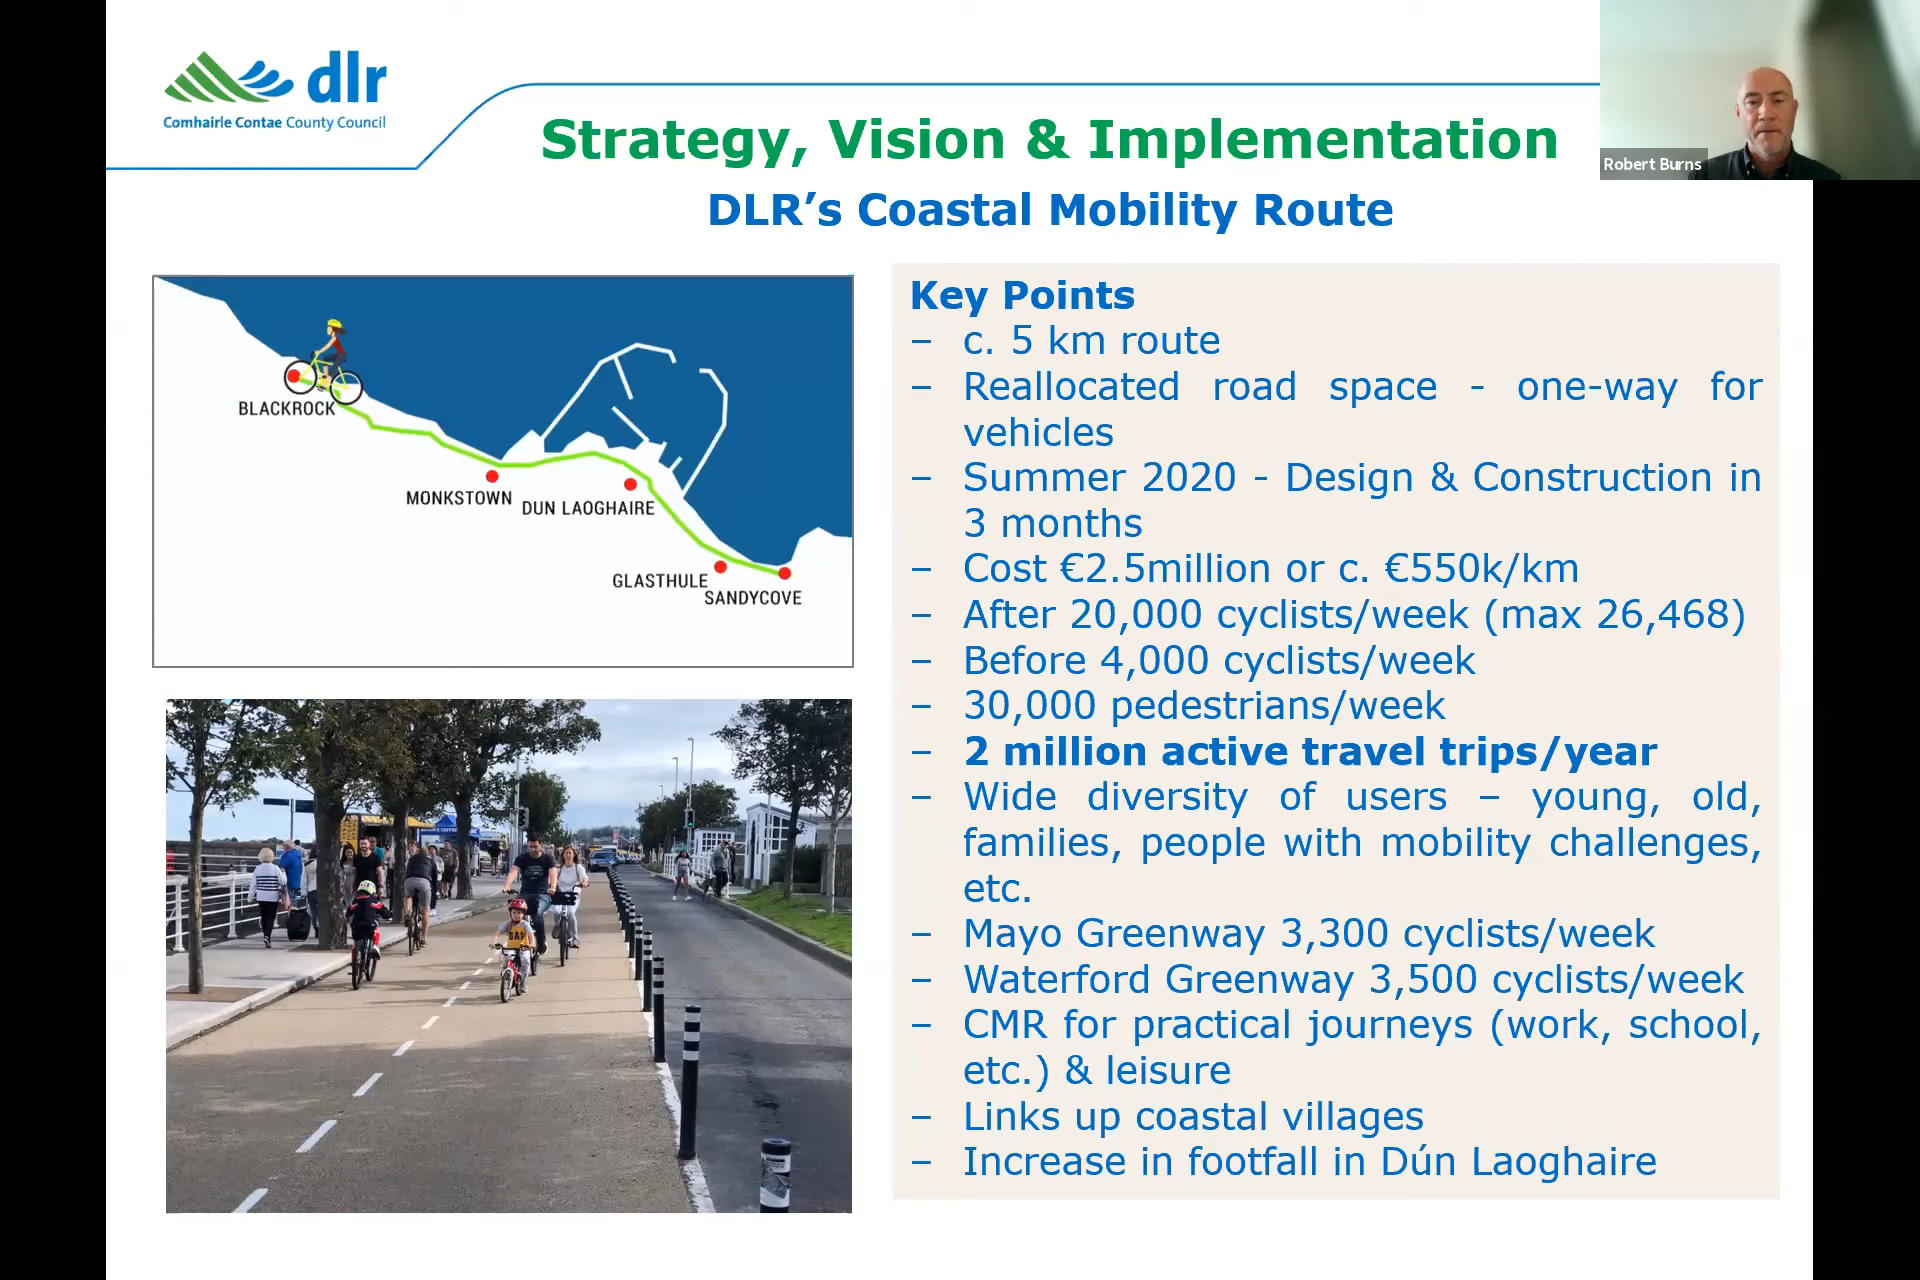 dlr
Comhairle Contae County Council
Strategy, Vision & Implementation
DLR's Coastal Mobility Route
Robert Burns
BLACKROCK
MONKSTOWN
DUN LAOGHAIRE
GLASTHULE
SANDYCOVE
Key Points
– c. 5 km route
– Reallocated road space - one-way for
vehicles
– Summer 2020 - Design & Construction in
3 months
– Cost €2.5million or c. €550k/km
– After 20,000 cyclists/week (max 26,468)
– Before 4,000 cyclists/week
– 30,000 pedestrians/week
– 2 million active travel trips/year
– Wide diversity of users – young, old,
families, people with mobility challenges,
etc.
– Mayo Greenway 3,300 cyclists/week
– Waterford Greenway 3,500 cyclists/week
– CMR for practical journeys (work, school,
etc.) & leisure
– Links up coastal villages
– Increase in footfall in Dún Laoghaire